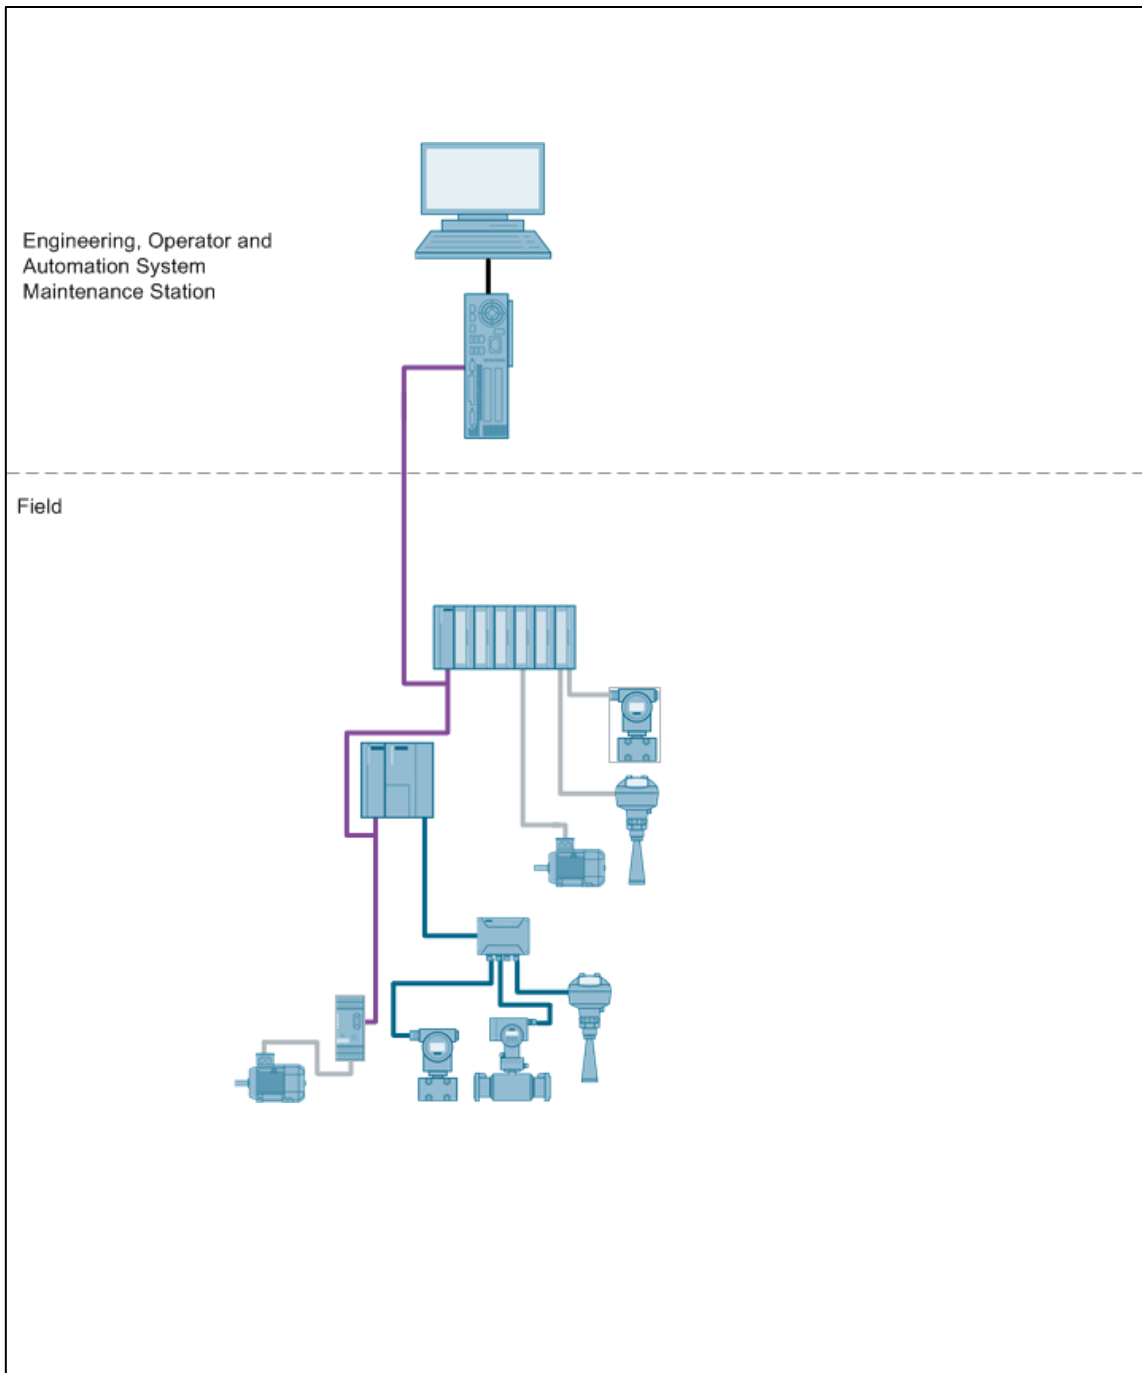 Engineering, Operator and
Automation System
Maintenance Station
Field